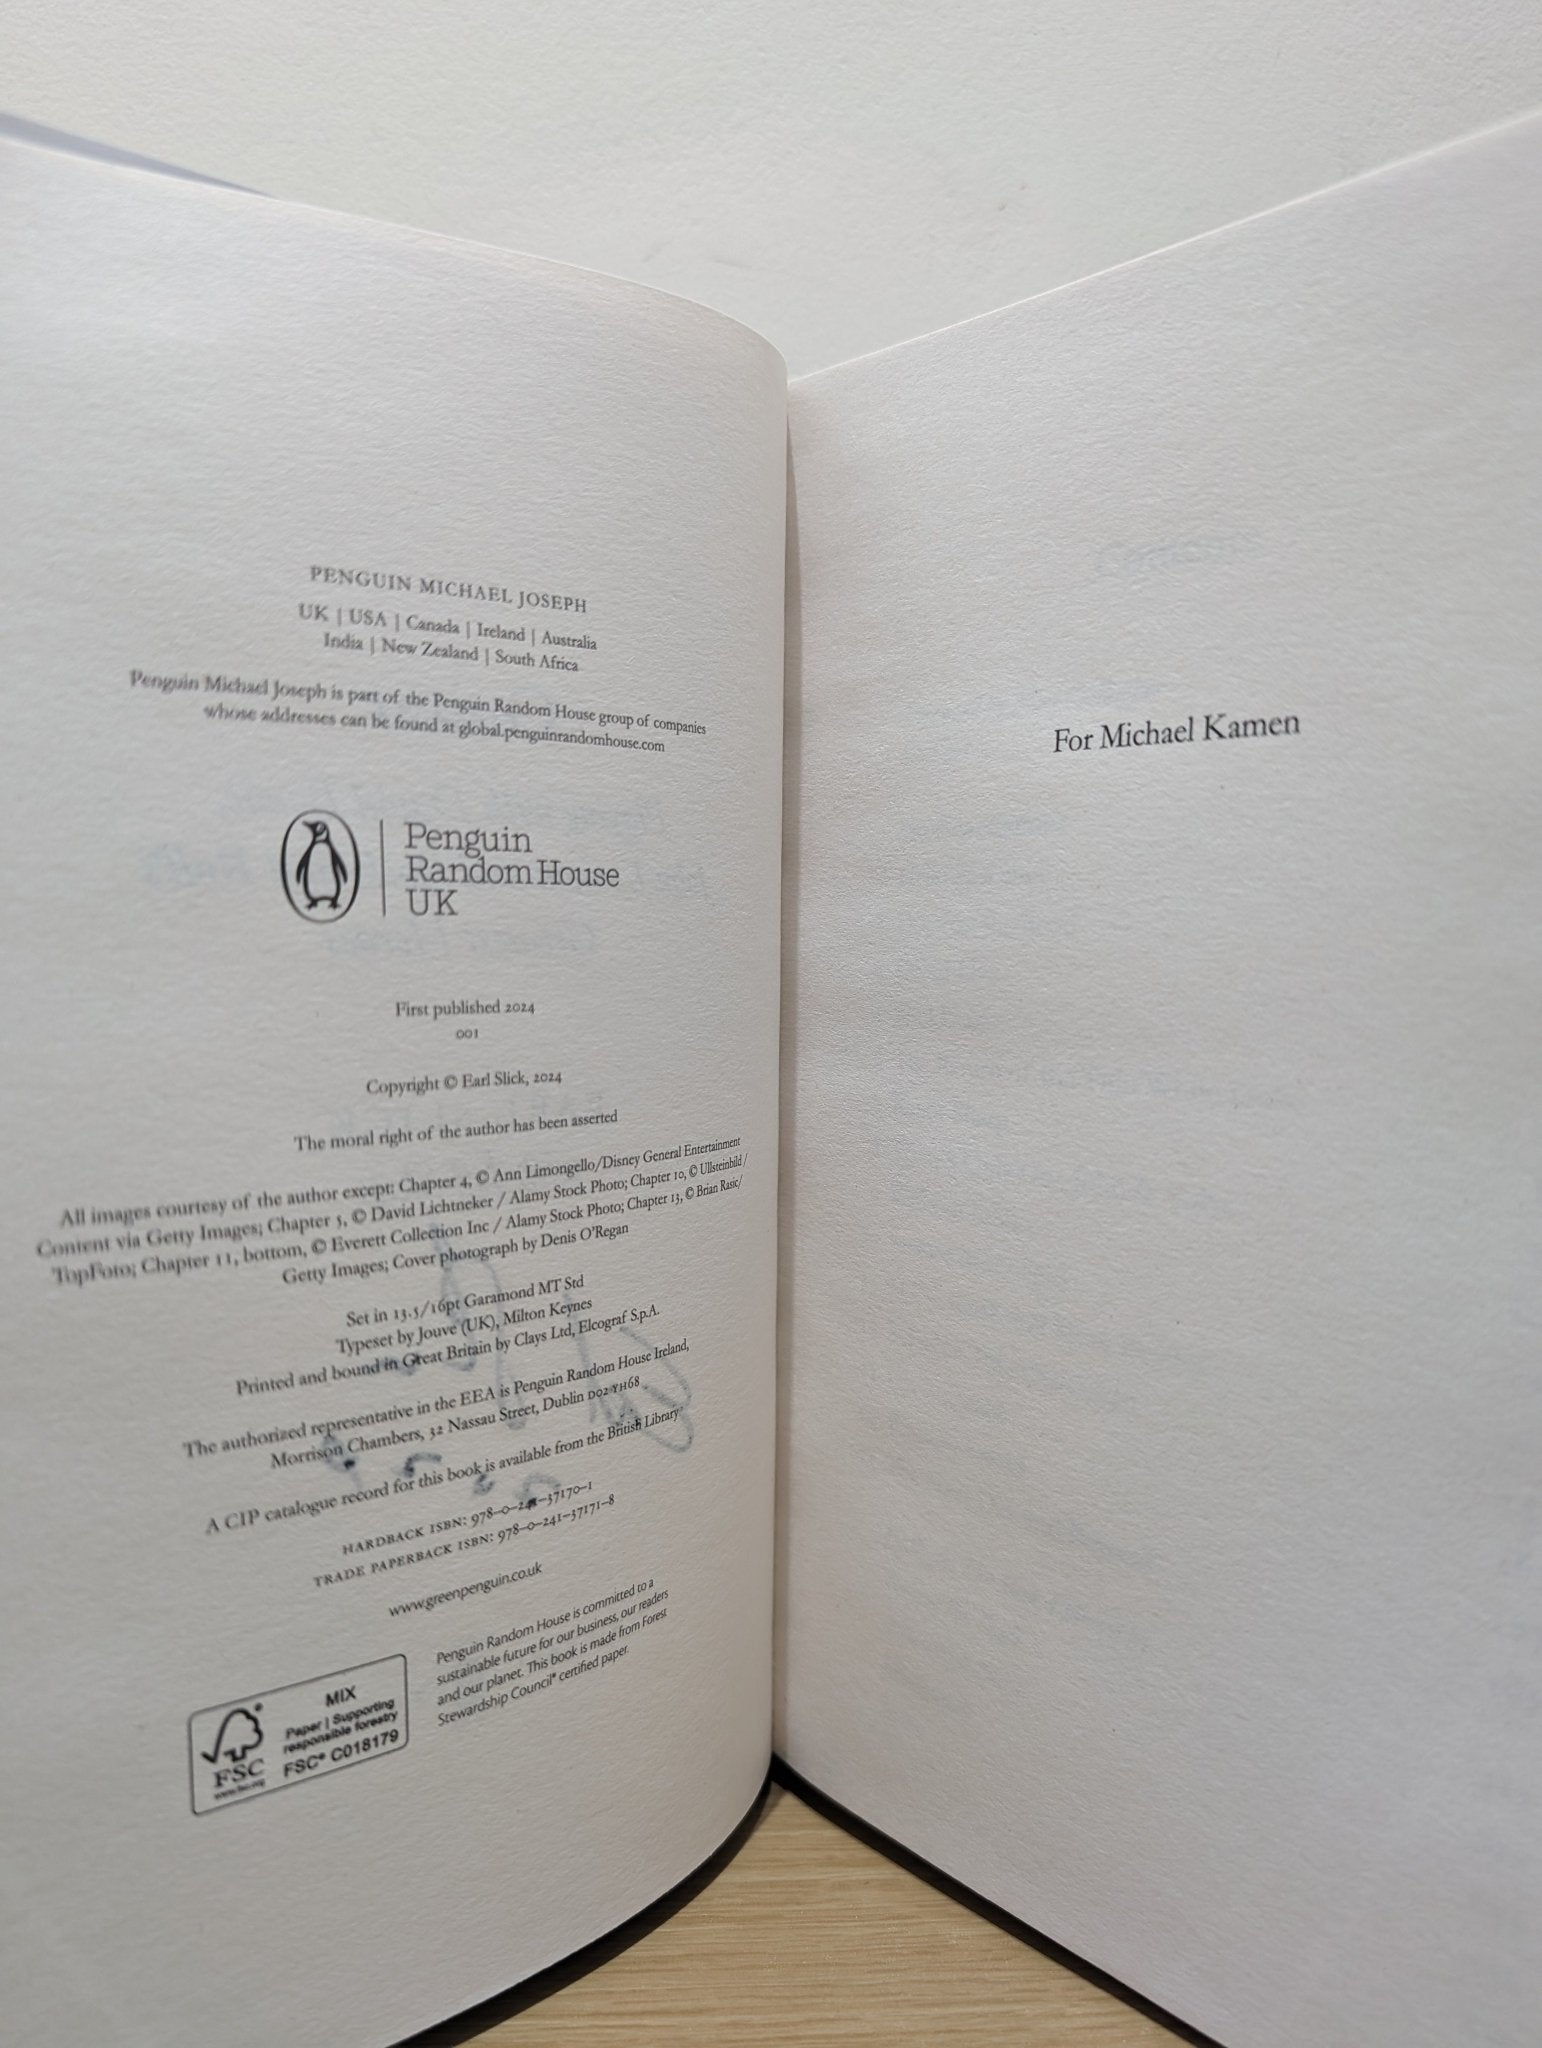 PENGUIN MICHAEL JOSEPH
UK | USA | Canada | Ireland | Australia
India | New Zealand | South Africa
Penguin Michael Joseph is part of the Penguin Random House group of companies
whose addresses can be found at global.penguinrandomhouse.com
Penguin
Random House
UK
First published 2024
001
Copyright © Earl Slick, 2024
The moral right of the author has been asserted
All images courtesy of the author except: Chapter 4, © Ann Limongello/Disney General Entertainment
Content via Getty Images; Chapter 5, © David Lichtneker / Alamy Stock Photo; Chapter 10, © Ullsteinbild /
TopFoto; Chapter 11, bottom, © Everett Collection Inc / Alamy Stock Photo; Chapter 13, © Brian Rasic/
Getty Images; Cover photograph by Denis O'Regan
Set in 13.5/16pt Garamond MT Std
Typeset by Jouve (UK), Milton Keynes
Printed and bound in Great Britain by Clays Ltd, Elcograf S.p.A.
The authorized representative in the EEA is Penguin Random House Ireland,
Morrison Chambers, 32 Nassau Street, Dublin D02 YH68
A CIP catalogue record for this book is available from the British Library
HARDBACK ISBN: 978–0–241–37170–1
TRADE PAPERBACK ISBN: 978–0–241–37171–8
www.greenpenguin.co.uk
Penguin Random House is committed to a
sustainable future for our business, our readers
and our planet. This book is made from Forest
Stewardship Council® certified paper.
MIX
Paper | Supporting
responsible forestry
FSC® C018179
FSC
www.fsc.org
For Michael Kamen